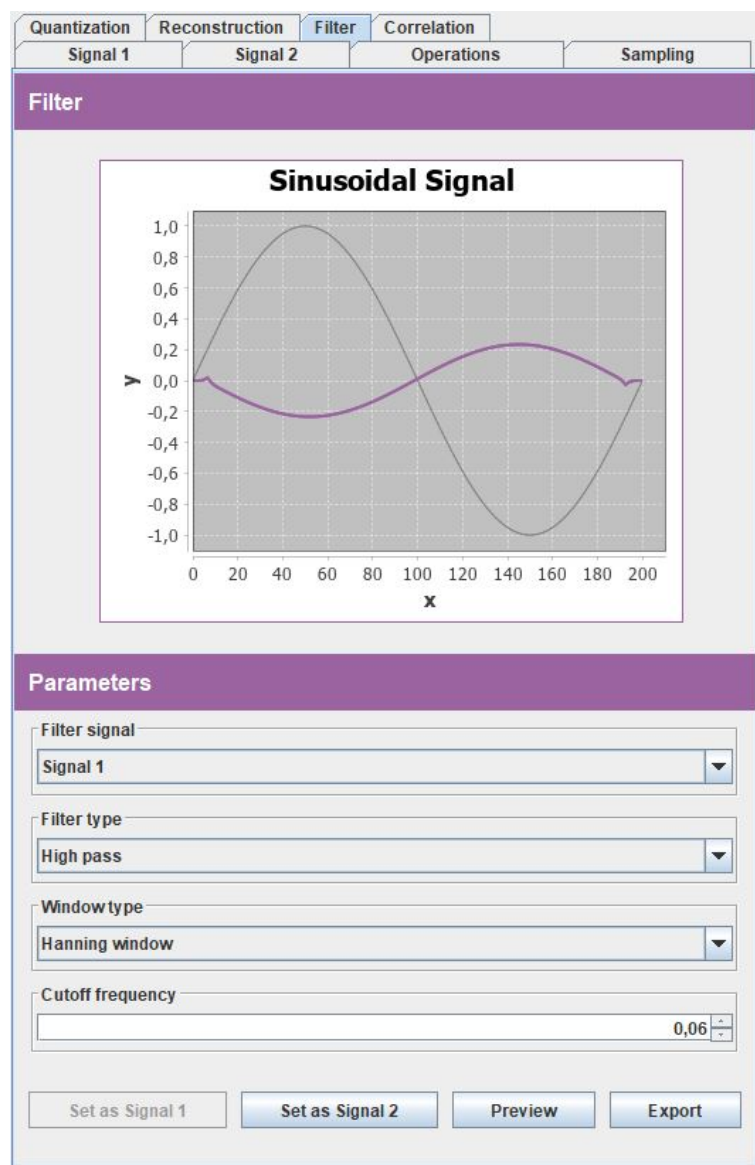 Quantization Reconstruction Filter Correlation
Signal 1 Signal 2 Operations Sampling
Filter
Sinusoidal Signal
1,0
0,8
0,6
0,4
0,2
0,0
-0,2
-0,4
-0,6
-0,8
-1,0
y
0 20 40 60 80 100 120 140 160 180 200
x
Parameters
Filter signal
Signal 1
Filter type
High pass
Window type
Hanning window
Cutoff frequency
0,06
Set as Signal 1 Set as Signal 2 Preview Export